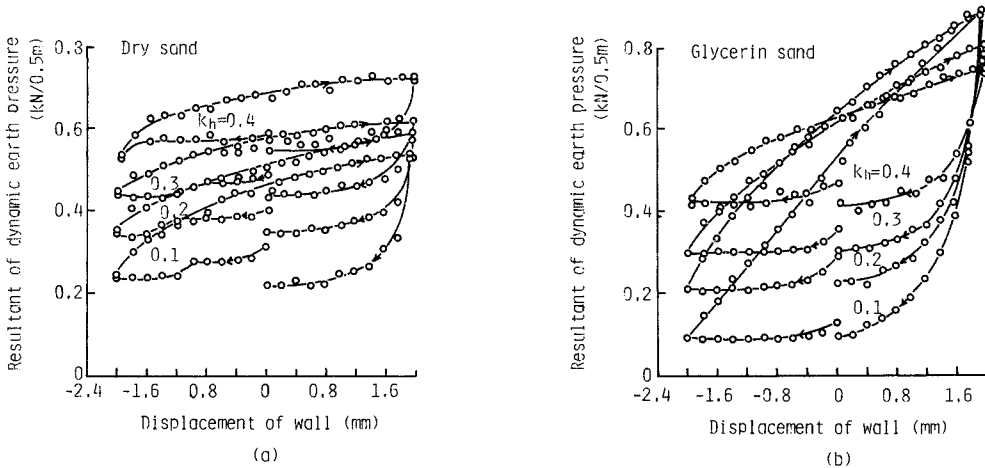 Resultant of dynamic earth pressure
(kN/0.5m)
Dry sand
0.8
0.6
0.4
0.2
0
kh=0.4
0.3
0.2
0.1
-2.4
-1.6
0.8
0
0.8
1.6
Displacement of wall (mm)
(a)
Resultant of dynamic earth pressure
(kN/0.5m)
Glycerin sand
0.8
0.6
0.4
0.2
0
kh=0.4
0.3
0.2
0.1
-2.4
-1.6
-0.8
0
0.8
1.6
Displacement of wall (mm)
(b)